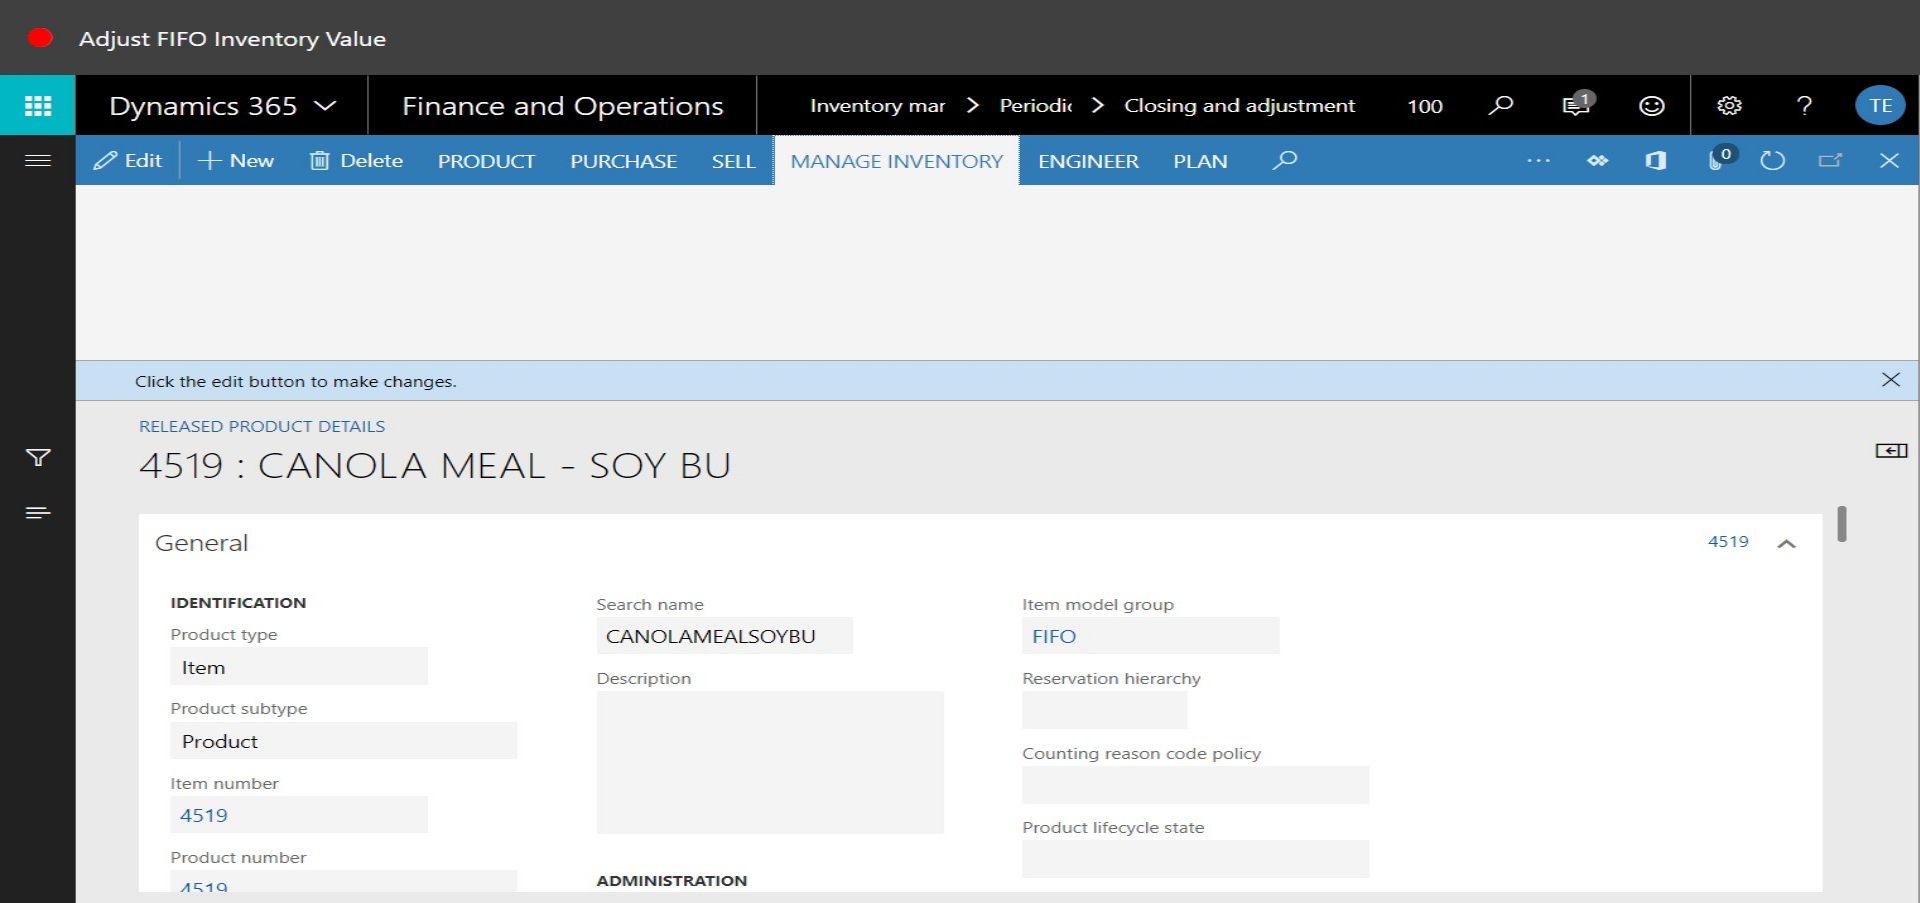 Adjust FIFO Inventory Value
Dynamics 365
Finance and Operations
Inventory mar > Periodic > Closing and adjustment
100
1
?
TE
Edit
New
Delete
PRODUCT
PURCHASE
SELL
MANAGE INVENTORY
ENGINEER
PLAN
...
0
Click the edit button to make changes.
RELEASED PRODUCT DETAILS
4519 : CANOLA MEAL - SOY BU
General
4519
IDENTIFICATION
Product type
Item
Product subtype
Product
Item number
4519
Product number
4519
Search name
CANOLAMEALSOYBU
Description
ADMINISTRATION
Item model group
FIFO
Reservation hierarchy
Counting reason code policy
Product lifecycle state